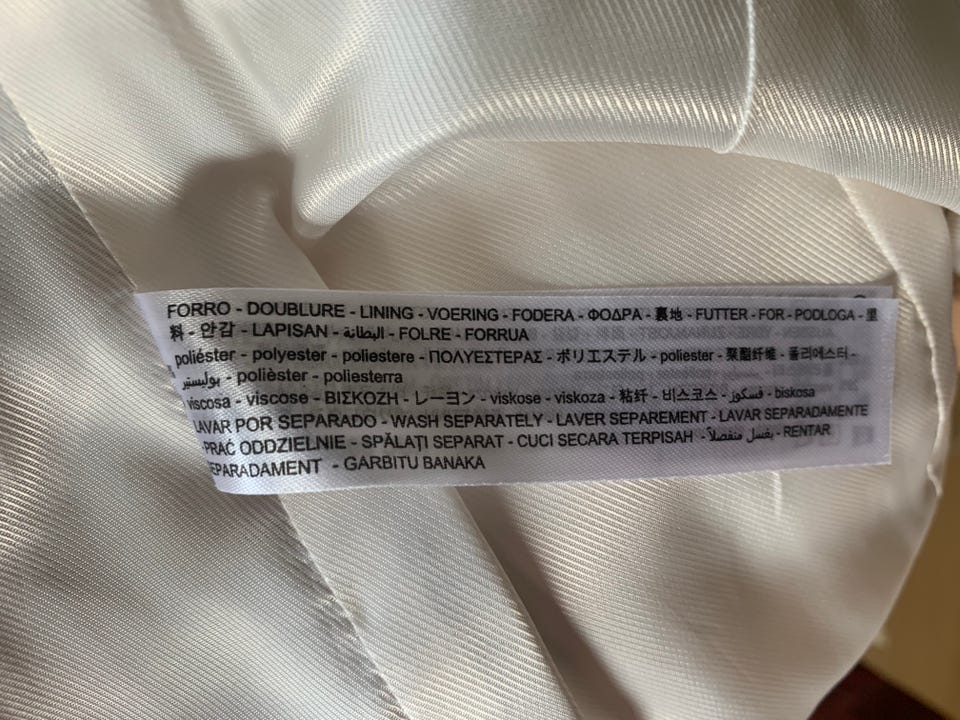 FORRO - DOUBLURE - LINING - VOERING - FODERA - ΦΟΔΡΑ - 裏地 - FUTTER - FOR - PODLOGA - 里
料 - 안감 - LAPISAN - البطانة - FOLRE - FORRUA
poliéster - polyester - poliestere - ΠΟΛΥΕΣΤΕΡΑΣ - ポリエステル - poliester - 聚酯纤维 - 폴리에스터 -
بوليستير - polièster - poliesterra
viscosa - viscose - ΒΙΣΚΟΖΗ - レーヨン - viskose - viskoza - 粘纤 - 비스코스 - فسكوز - biskosa
LAVAR POR SEPARADO - WASH SEPARATELY - LAVER SEPAREMENT - LAVAR SEPARADAMENTE
- PRAĆ ODDZIELNIE - SPĂLAȚI SEPARAT - CUCI SECARA TERPISAH - يغسل منفصلاً - RENTAR
SEPARADAMENT - GARBITU BANAKA